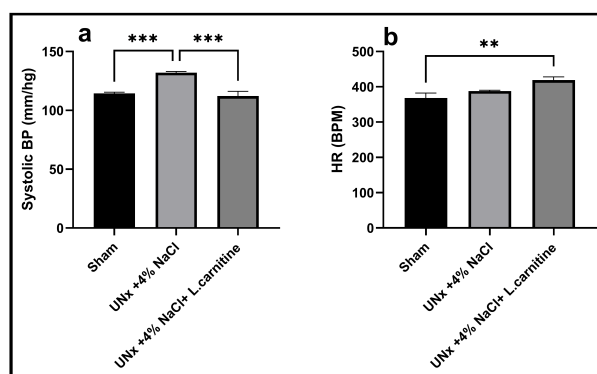 a
*** ***
Systolic BP (mm/hg)
150
100
50
0
Sham
UNx +4% NaCl
UNx +4% NaCl+ L.carnitine
b
**
HR (BPM)
500
400
300
200
100
0
Sham
UNx +4% NaCl
UNx +4% NaCl+ L.carnitine